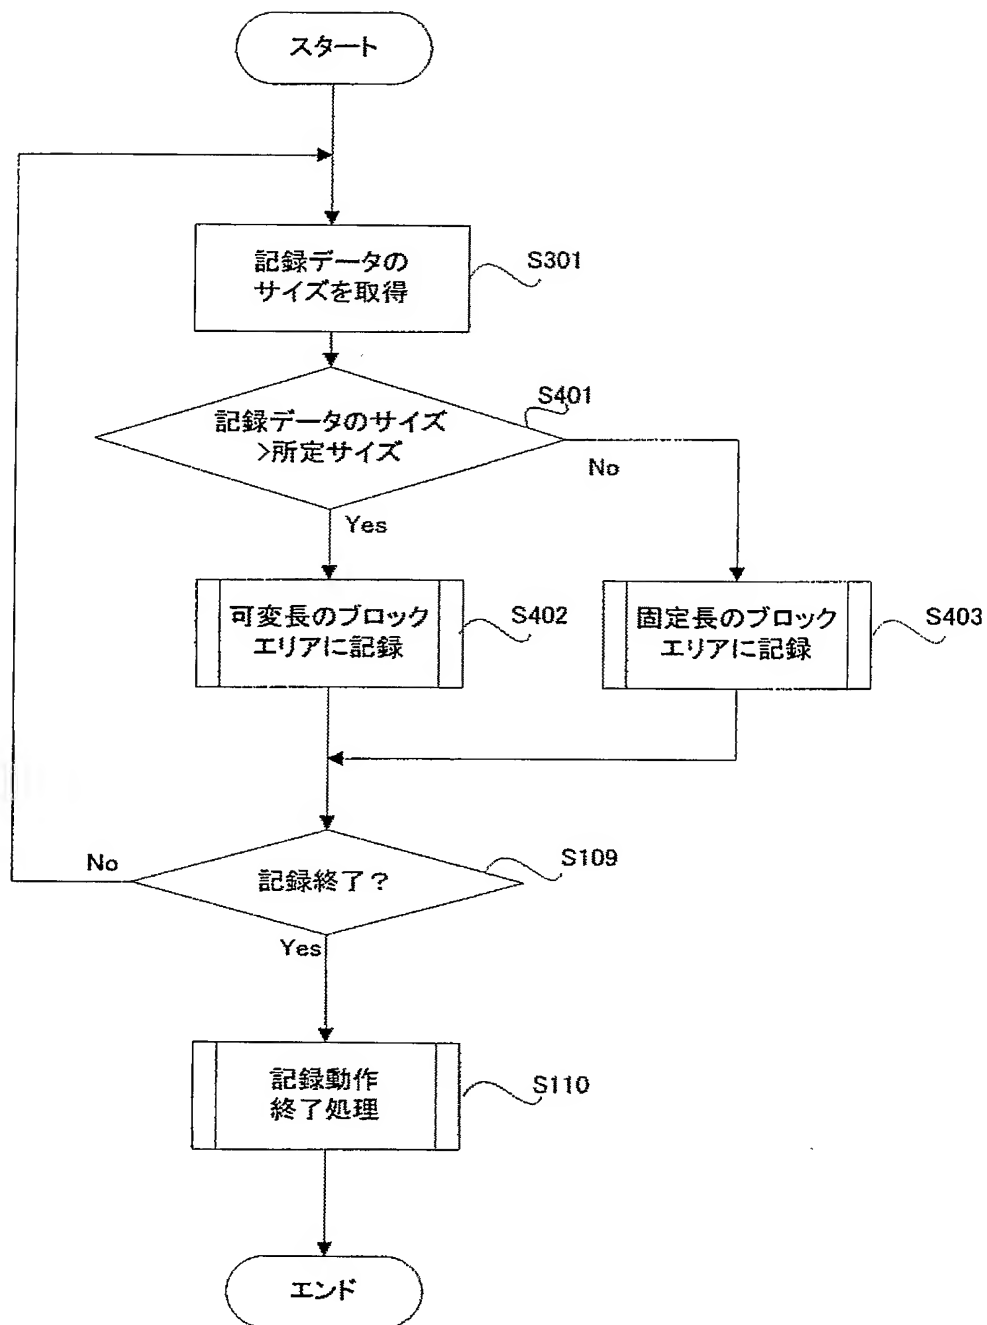 スタート
記録データの
サイズを取得
S301
S401
記録データのサイズ
>所定サイズ
No
Yes
可変長のブロック
エリアに記録
S402
固定長のブロック
エリアに記録
S403
No
記録終了？
S109
Yes
記録動作
終了処理
S110
エンド